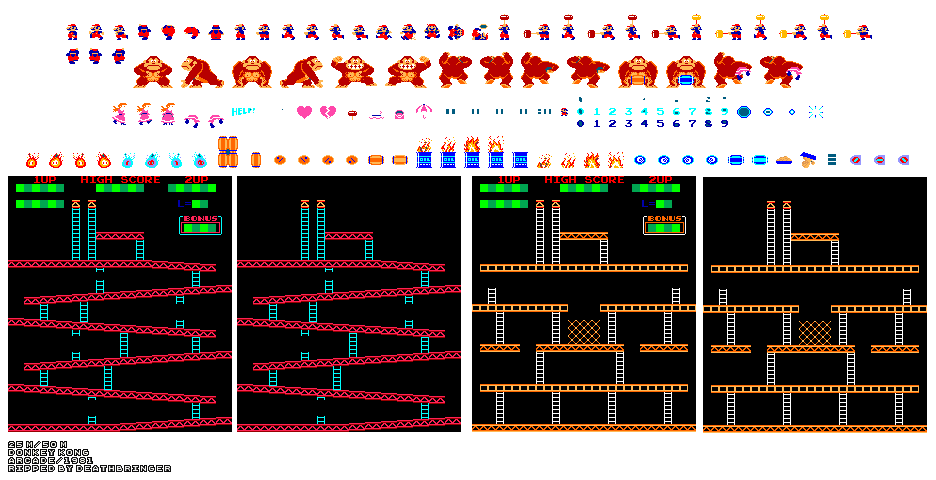 HELP!
0 1 2 3 4 5 6 7 8 9
0 1 2 3 4 5 6 7 8 9
1UP HIGH SCORE 2UP
L=
BONUS
1UP HIGH SCORE 2UP
L=
BONUS
25 M/50 M
DONKEY KONG
ARCADE/1981
RIPPED BY DEATHBRINGER